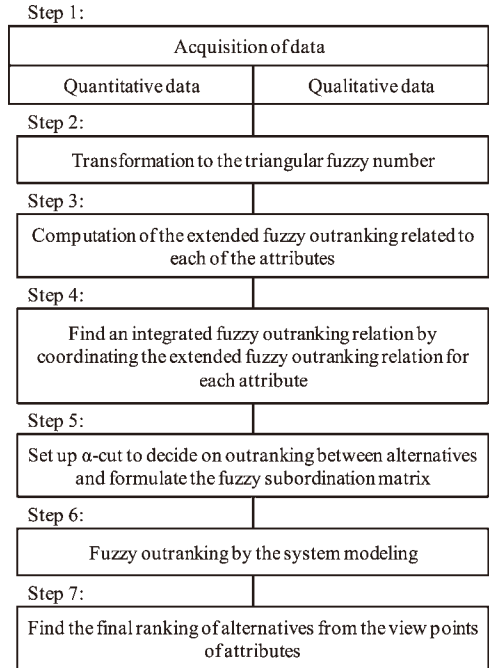 Step 1:
Acquisition of data
Quantitative data
Qualitative data
Step 2:
Transformation to the triangular fuzzy number
Step 3:
Computation of the extended fuzzy outranking related to
each of the attributes
Step 4:
Find an integrated fuzzy outranking relation by
coordinating the extended fuzzy outranking relation for
each attribute
Step 5:
Set up α-cut to decide on outranking between alternatives
and formulate the fuzzy subordination matrix
Step 6:
Fuzzy outranking by the system modeling
Step 7:
Find the final ranking of alternatives from the view points
of attributes